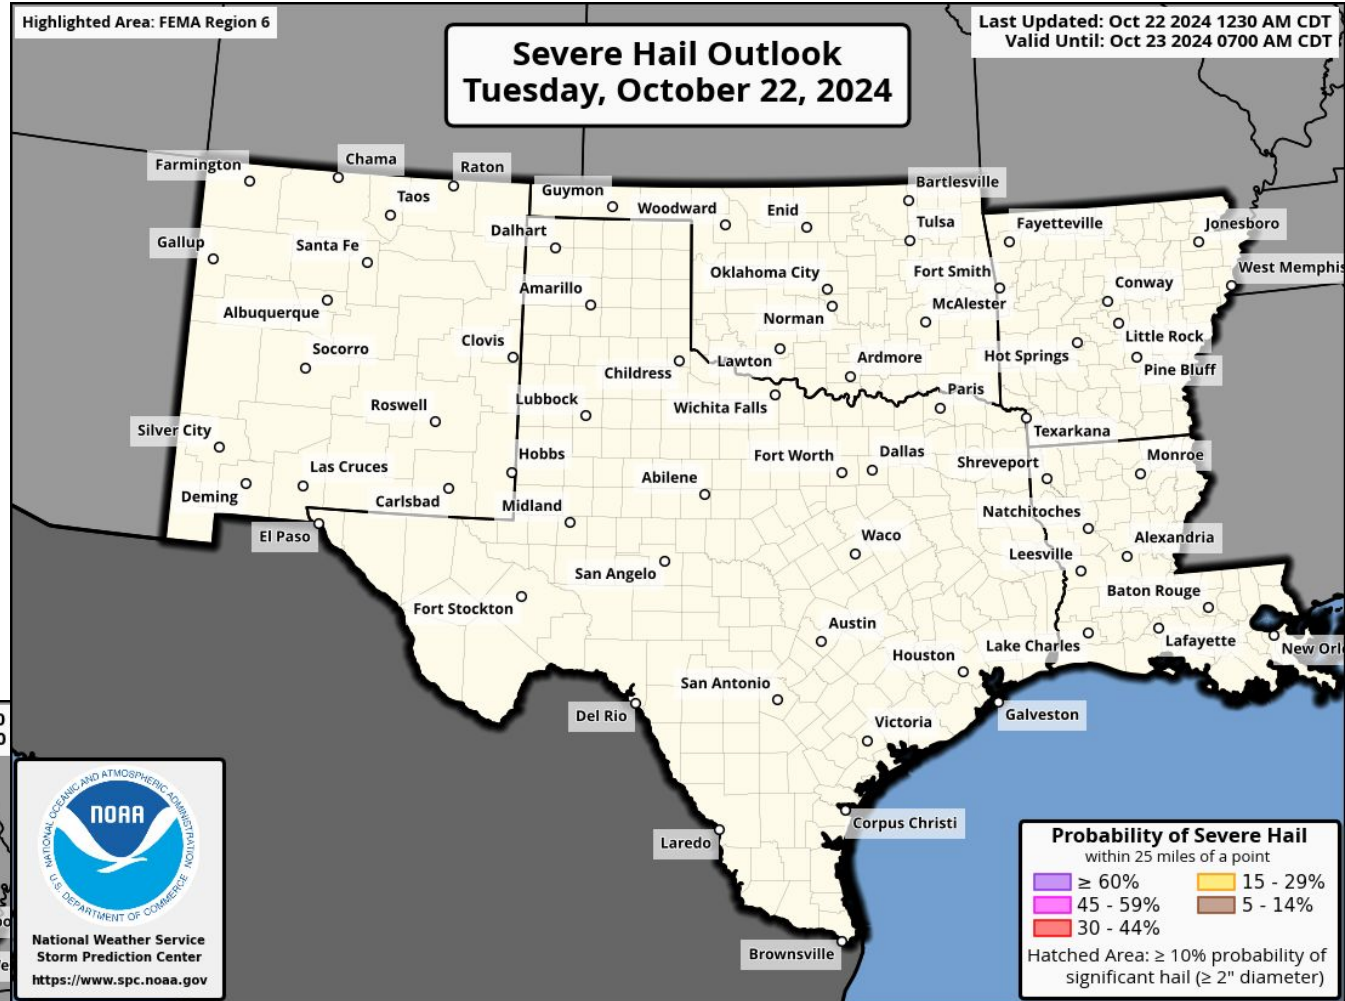 Highlighted Area: FEMA Region 6
Severe Hail Outlook
Tuesday, October 22, 2024
Last Updated: Oct 22 2024 1230 AM CDT
Valid Until: Oct 23 2024 0700 AM CDT
Farmington
Chama
Raton
Taos
Guymon
Woodward
Enid
Bartlesville
Gallup
Santa Fe
Dalhart
Tulsa
Fayetteville
Jonesboro
Albuquerque
Amarillo
Oklahoma City
Fort Smith
West Memphis
Norman
McAlester
Conway
Socorro
Clovis
Childress
Lawton
Ardmore
Hot Springs
Little Rock
Pine Bluff
Roswell
Lubbock
Wichita Falls
Paris
Silver City
Texarkana
Las Cruces
Hobbs
Abilene
Fort Worth
Dallas
Shreveport
Monroe
Deming
Carlsbad
Midland
Natchitoches
El Paso
San Angelo
Waco
Leesville
Alexandria
Fort Stockton
Baton Rouge
Austin
Houston
Lake Charles
Lafayette
New Orl
San Antonio
Del Rio
Victoria
Galveston
Laredo
Corpus Christi
Brownsville
NATIONAL OCEANIC AND ATMOSPHERIC ADMINISTRATION
NOAA
U.S. DEPARTMENT OF COMMERCE
National Weather Service
Storm Prediction Center
https://www.spc.noaa.gov
Probability of Severe Hail
within 25 miles of a point
≥ 60% 15 - 29%
45 - 59% 5 - 14%
30 - 44%
Hatched Area: ≥ 10% probability of
significant hail (≥ 2" diameter)